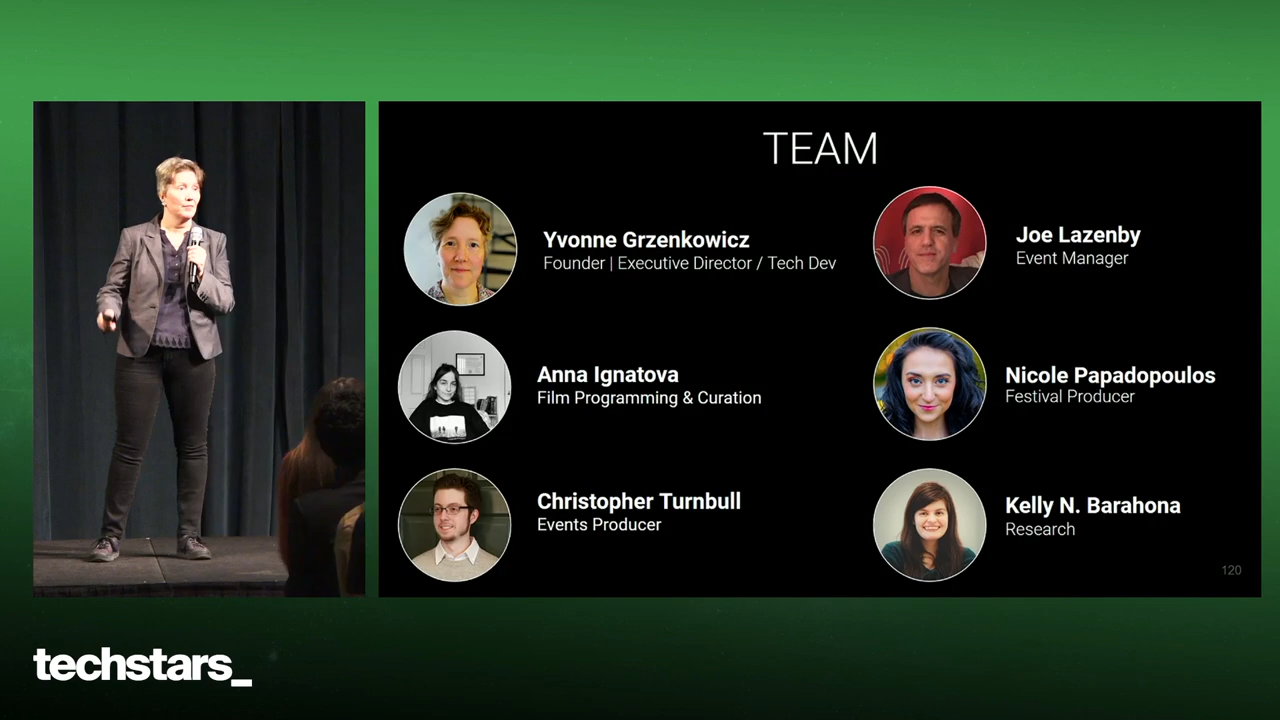 TEAM
Yvonne Grzenkowicz
Founder | Executive Director / Tech Dev
Joe Lazenby
Event Manager
Anna Ignatova
Film Programming & Curation
Nicole Papadopoulos
Festival Producer
Christopher Turnbull
Events Producer
Kelly N. Barahona
Research
120
techstars_